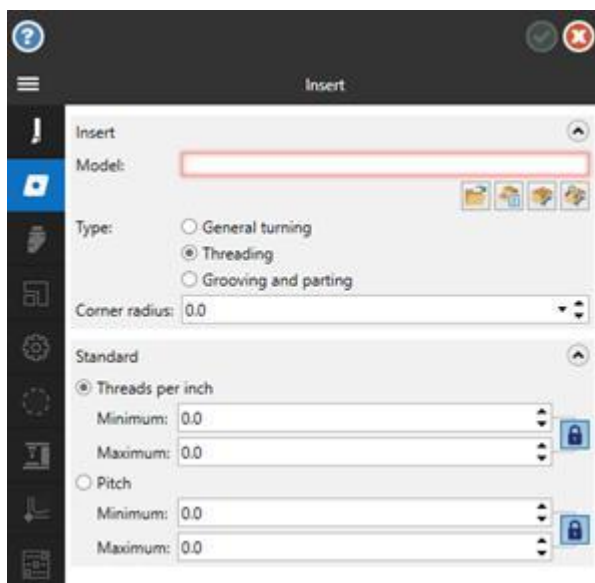 Insert
Insert
Model:
Type:
General turning
Threading
Grooving and parting
Corner radius: 0.0
Standard
Threads per inch
Minimum: 0.0
Maximum: 0.0
Pitch
Minimum: 0.0
Maximum: 0.0